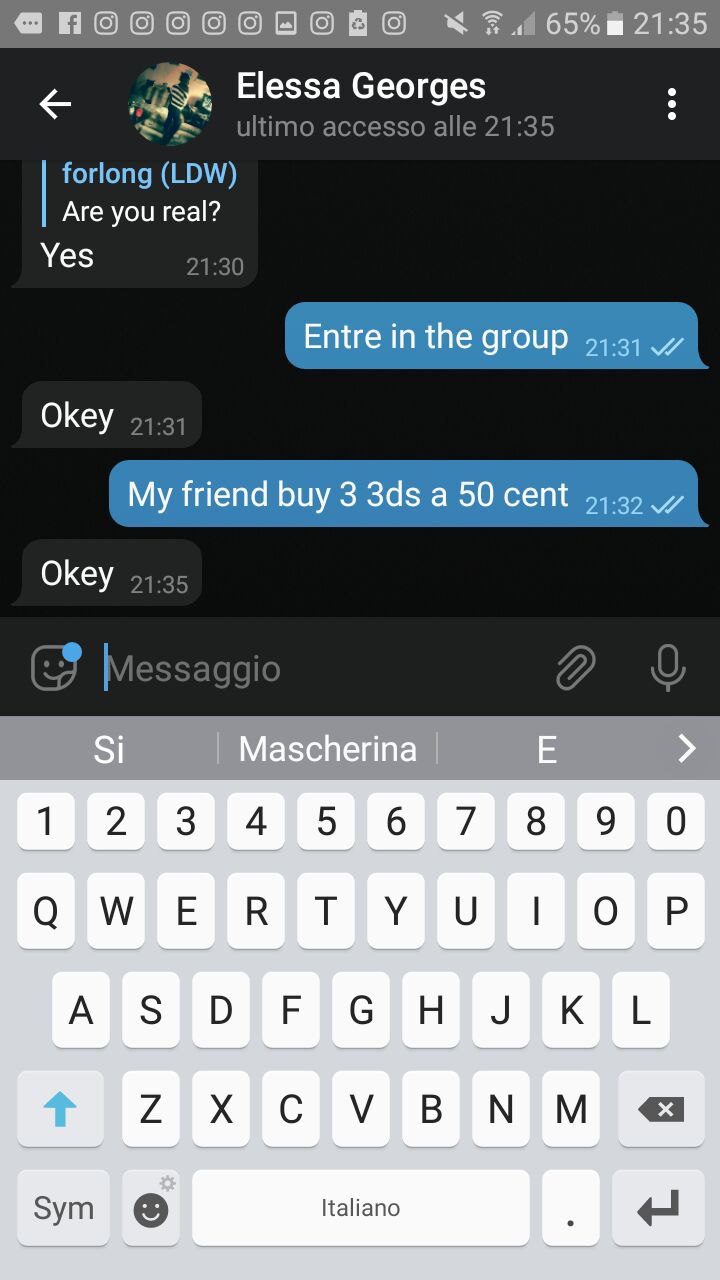 65% 21:35
Elessa Georges
ultimo accesso alle 21:35
forlong (LDW)
Are you real?
Yes 21:30
Entre in the group 21:31
Okey 21:31
My friend buy 3 3ds a 50 cent 21:32
Okey 21:35
Messaggio
Si Mascherina E
1 2 3 4 5 6 7 8 9 0
Q W E R T Y U I O P
A S D F G H J K L
Z X C V B N M
Sym Italiano .